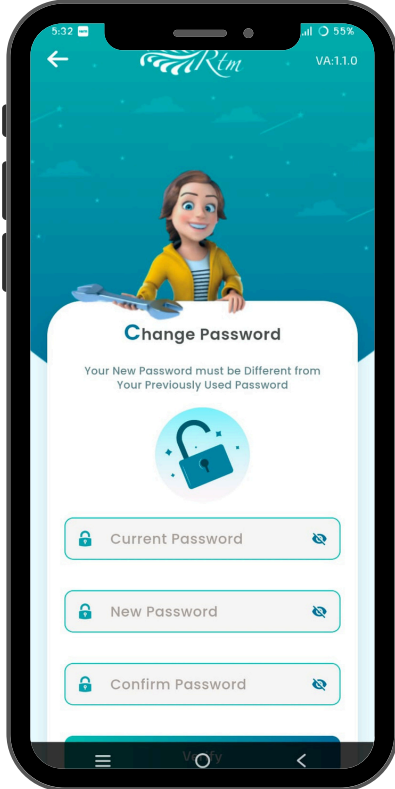 5:32
55%
Rtm
VA:1.1.0
Change Password
Your New Password must be Different from
Your Previously Used Password
Current Password
New Password
Confirm Password
Verify